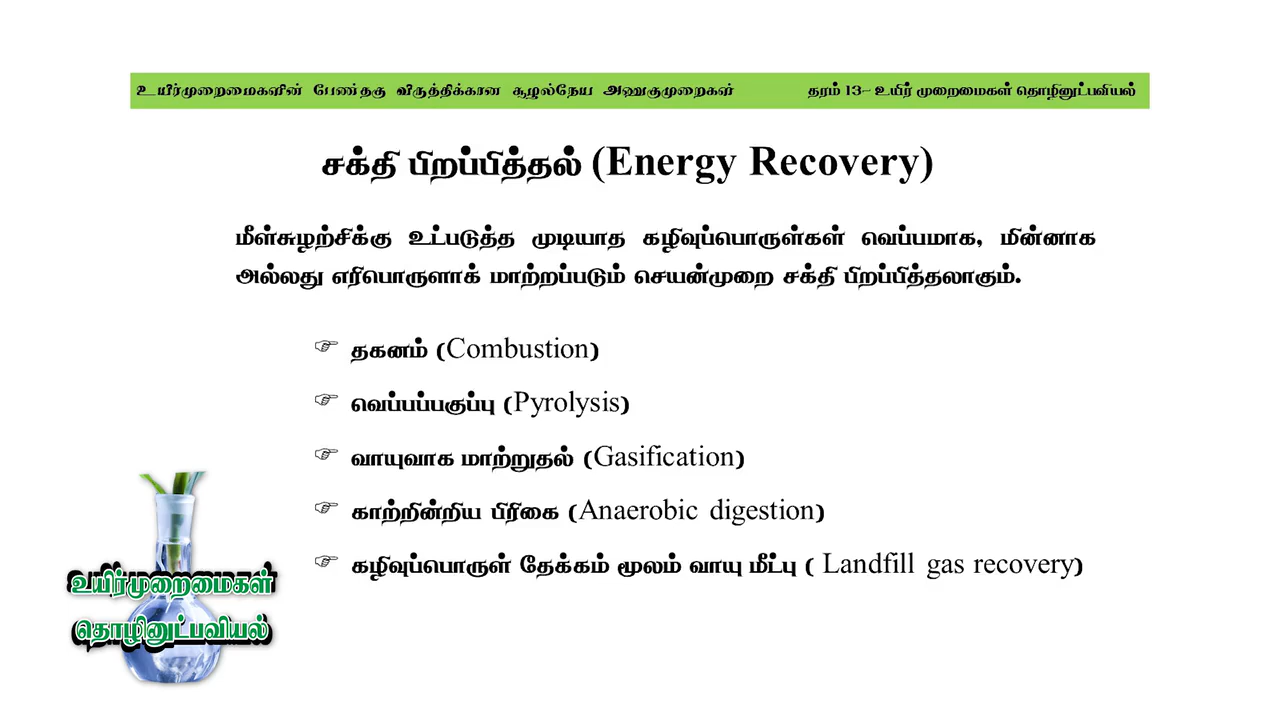 உயிர்முறைமைகளின் பேண்தகு விருத்திக்கான சூழல்நேய அணுகுமுறைகள் தரம் 13– உயிர் முறைமைகள் தொழினுட்பவியல்
சக்தி பிறப்பித்தல் (Energy Recovery)
மீள்சுழற்சிக்கு உட்படுத்த முடியாத கழிவுப்பொருள்கள் வெப்பமாக, மின்னாக
அல்லது எரிபொருளாக் மாற்றப்படும் செயன்முறை சக்தி பிறப்பித்தலாகும்.
☞ தகனம் (Combustion)
☞ வெப்பப்பகுப்பு (Pyrolysis)
☞ வாயுவாக மாற்றுதல் (Gasification)
☞ காற்றின்றிய பிரிகை (Anaerobic digestion)
☞ கழிவுப்பொருள் தேக்கம் மூலம் வாயு மீட்பு ( Landfill gas recovery)
உயிர்முறைமைகள்
தொழினுட்பவியல்